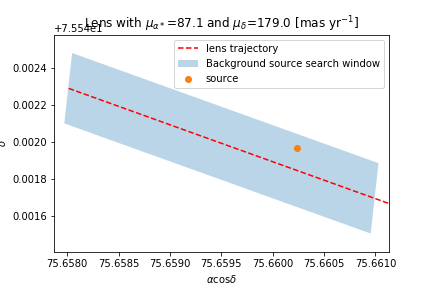 Lens with μα*=87.1 and μδ=179.0 [mas yr⁻¹]
+7.554e1
lens trajectory
Background source search window
source
0.0024
0.0022
0.0020
0.0018
0.0016
δ
75.6580 75.6585 75.6590 75.6595 75.6600 75.6605 75.6610
αcosδ